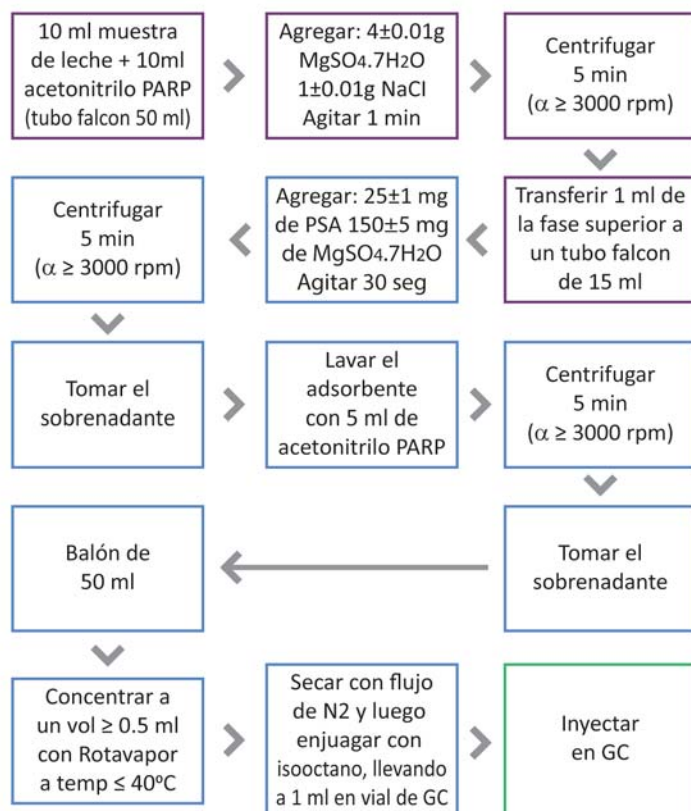 10 ml muestra
de leche + 10ml
acetonitrilo PARP
(tubo falcon 50 ml)
Agregar: 4±0.01g
MgSO4.7H2O
1±0.01g NaCl
Agitar 1 min
Centrifugar
5 min
(α ≥ 3000 rpm)
Transferir 1 ml de
la fase superior a
un tubo falcon
de 15 ml
Agregar: 25±1 mg
de PSA 150±5 mg
de MgSO4.7H2O
Agitar 30 seg
Centrifugar
5 min
(α ≥ 3000 rpm)
Tomar el
sobrenadante
Lavar el
adsorbente
con 5 ml de
acetonitrilo PARP
Centrifugar
5 min
(α ≥ 3000 rpm)
Tomar el
sobrenadante
Balón de
50 ml
Concentrar a
un vol ≥ 0.5 ml
con Rotavapor
a temp ≤ 40ºC
Secar con flujo
de N2 y luego
enjuagar con
isooctano, llevando
a 1 ml en vial de GC
Inyectar
en GC